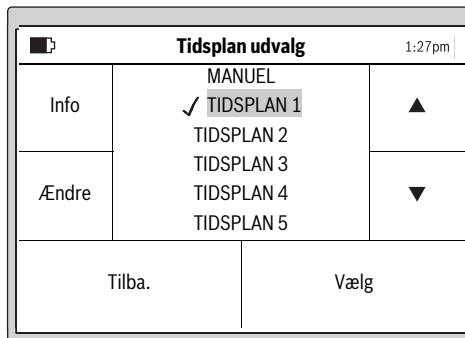 Tidsplan udvalg
1:27pm
Info
MANUEL
TIDSPLAN 1
TIDSPLAN 2
TIDSPLAN 3
Ændre
TIDSPLAN 4
TIDSPLAN 5
Tilba.
Vælg